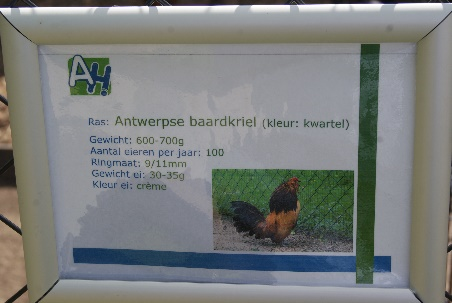 AH
Ras: Antwerpse baardkriel (kleur: kwartel)
Gewicht: 600-700g
Aantal eieren per jaar: 100
Ringmaat: 9/11mm
Gewicht ei: 30-35g
Kleur ei: crème